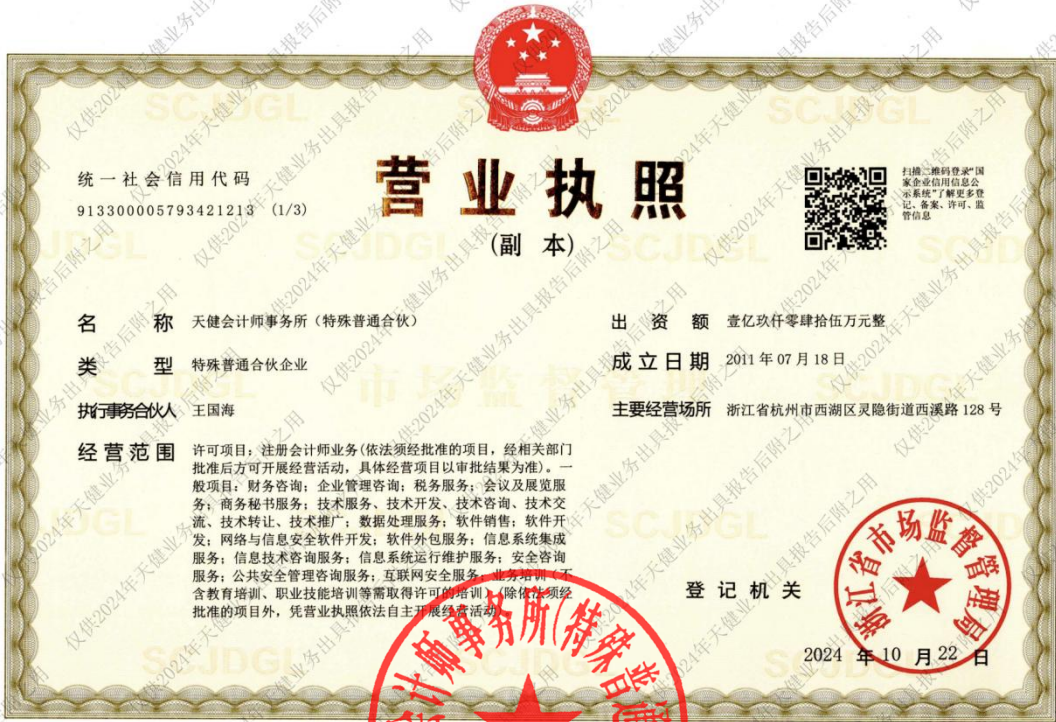 统一社会信用代码
913300005793421213 (1/3)
营业执照
(副 本)
扫描二维码登录“国
家企业信用信息公
示系统”了解更多登
记、备案、许可、监
管信息
名 称 天健会计师事务所（特殊普通合伙）
类 型 特殊普通合伙企业
执行事务合伙人 王国海
经营范围 许可项目：注册会计师业务(依法须经批准的项目，经相关部门
批准后方可开展经营活动，具体经营项目以审批结果为准)。一
般项目：财务咨询；企业管理咨询；税务服务；会议及展览服
务；商务秘书服务；技术服务、技术开发、技术咨询、技术交
流、技术转让、技术推广；数据处理服务；软件销售；软件开
发；网络与信息安全软件开发；软件外包服务；信息系统集成
服务；信息技术咨询服务；信息系统运行维护服务；安全咨询
服务；公共安全管理咨询服务；互联网安全服务；业务培训（不
含教育培训、职业技能培训等需取得许可的培训）(除依法须经
批准的项目外，凭营业执照依法自主开展经营活动)
出 资 额 壹亿玖仟零肆拾伍万元整
成立日期 2011年07月18日
主要经营场所 浙江省杭州市西湖区灵隐街道西溪路128号
登记机关
浙江省市场监督管理局
2024 年 10 月 22 日
计师事务所(特殊普通
仅供2024年天健业务出具报告后附之用
SCJDGL
市场监督管理